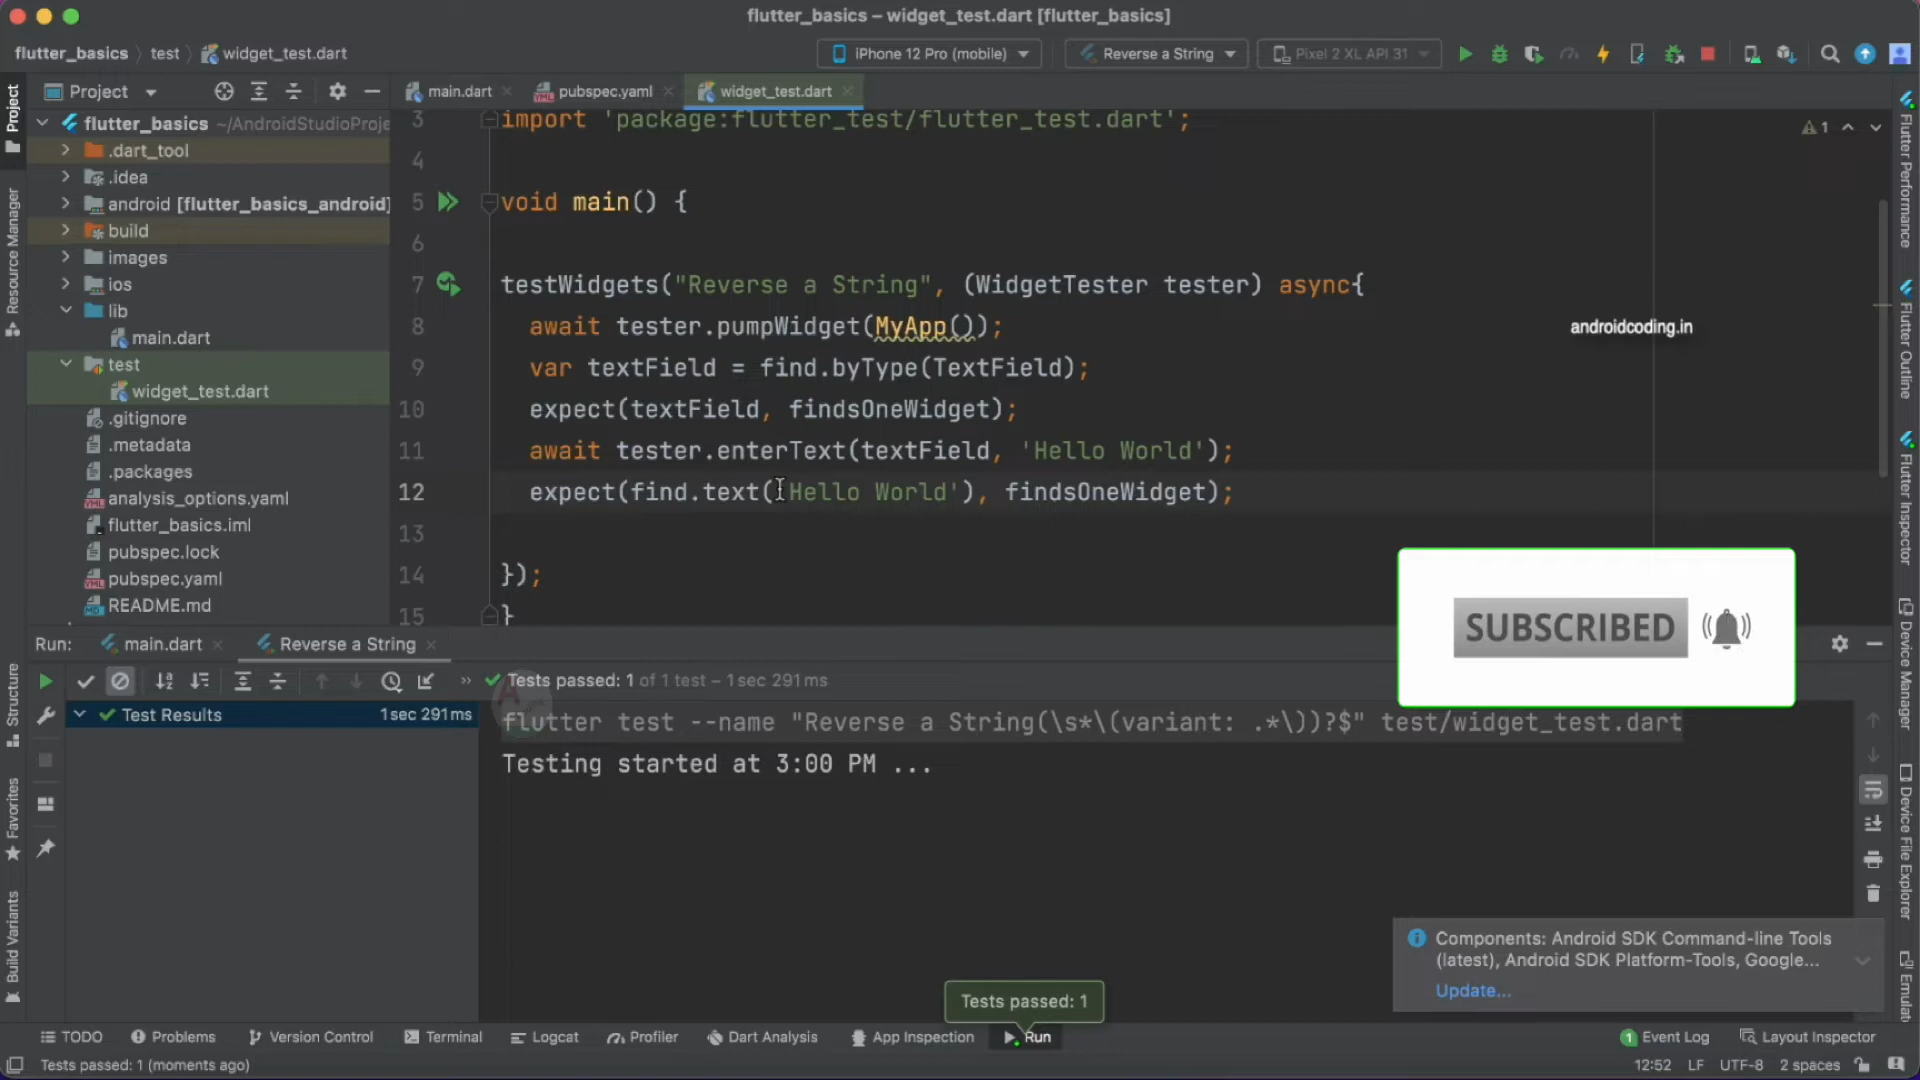 flutter_basics – widget_test.dart [flutter_basics]
flutter_basics
test
widget_test.dart
iPhone 12 Pro (mobile)
Reverse a String
Pixel 2 XL API 31
Project
main.dart
pubspec.yaml
widget_test.dart
flutter_basics ~/AndroidStudioProje
.dart_tool
.idea
android [flutter_basics_android]
build
images
ios
lib
main.dart
test
widget_test.dart
.gitignore
.metadata
.packages
analysis_options.yaml
flutter_basics.iml
pubspec.lock
pubspec.yaml
README.md
3 import 'package:flutter_test/flutter_test.dart';
4
5 void main() {
6
7 testWidgets("Reverse a String", (WidgetTester tester) async{
8 await tester.pumpWidget(MyApp());
9 var textField = find.byType(TextField);
10 expect(textField, findsOneWidget);
11 await tester.enterText(textField, 'Hello World');
12 expect(find.text('Hello World'), findsOneWidget);
13
14 });
15 }
1
androidcoding.in
SUBSCRIBED
Run:
main.dart
Reverse a String
Tests passed: 1 of 1 test – 1 sec 291 ms
Test Results
1 sec 291 ms
flutter test --name "Reverse a String(\s*\(variant: .*\))?$" test/widget_test.dart
Testing started at 3:00 PM ...
Components: Android SDK Command-line Tools
(latest), Android SDK Platform-Tools, Google...
Update...
Tests passed: 1
TODO
Problems
Version Control
Terminal
Logcat
Profiler
Dart Analysis
App Inspection
Run
1 Event Log
Layout Inspector
Tests passed: 1 (moments ago)
12:52
LF
UTF-8
2 spaces
Project
Resource Manager
Structure
Favorites
Build Variants
Flutter Performance
Flutter Outline
Flutter Inspector
Device Manager
Device File Explorer
Emulat